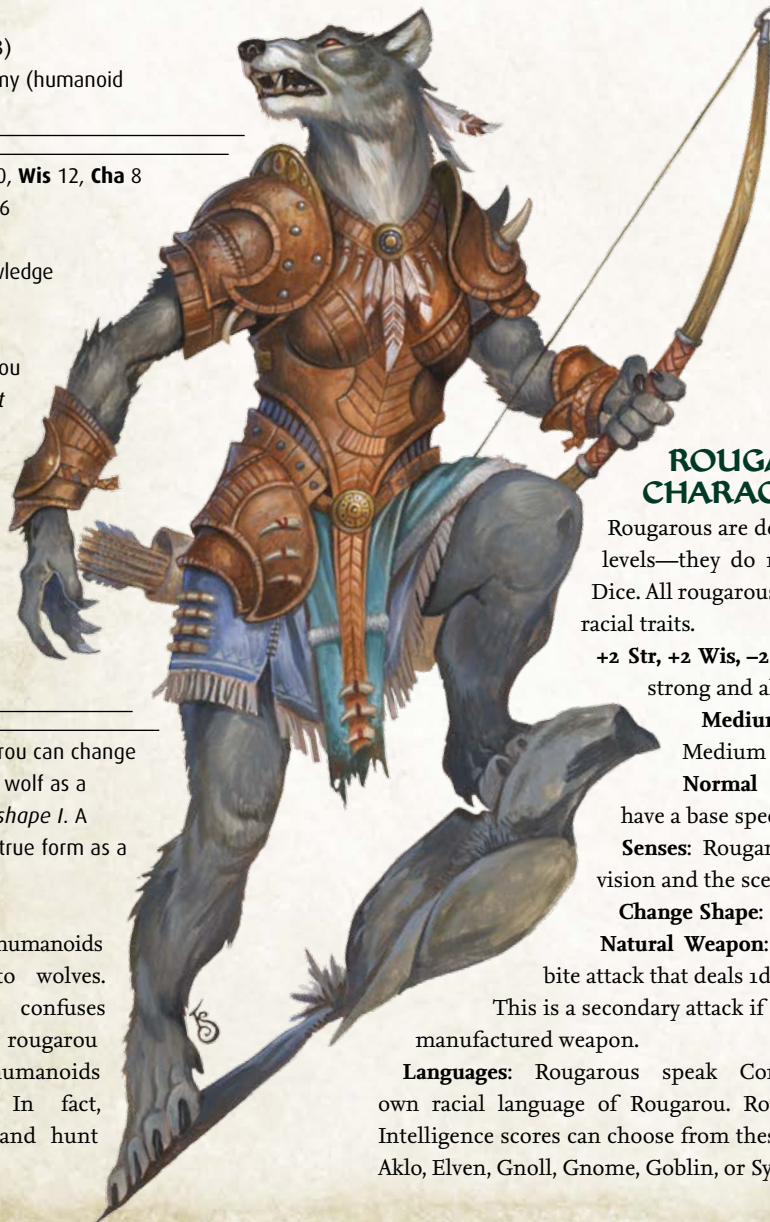 my (humanoid
0, Wis 12, Cha 8
6
wledge
ou
t
rou can change
wolf as a
shape I. A
true form as a
humanoids
to wolves.
confuses
rougarou
humanoids
In fact,
and hunt
ROUGA
CHARAC
Rougarous are de
levels—they do
Dice. All rougarous
racial traits.
+2 Str, +2 Wis, –2
strong and al
Medium
Medium
Normal
have a base spee
Senses: Rougar
vision and the sce
Change Shape:
Natural Weapon:
bite attack that deals 1d
This is a secondary attack if
manufactured weapon.
Languages: Rougarous speak Com
own racial language of Rougarou. Ro
Intelligence scores can choose from thes
Aklo, Elven, Gnoll, Gnome, Goblin, or Sy